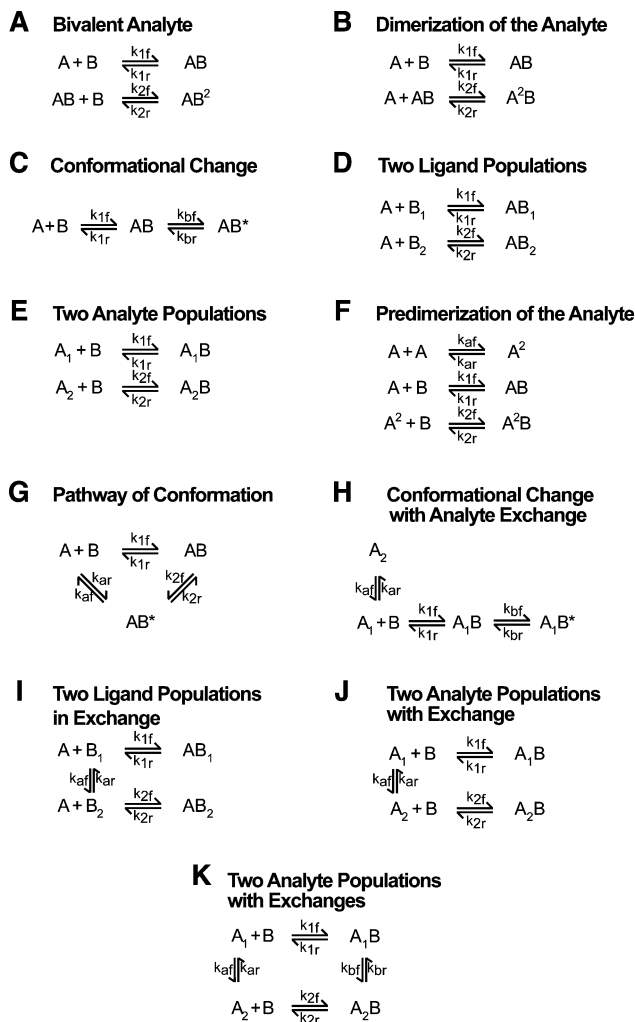 A Bivalent Analyte
A + B k1f k1r AB
AB + B k2f k2r AB²
B Dimerization of the Analyte
A + B k1f k1r AB
A + AB k2f k2r A²B
C Conformational Change
A+B k1f k1r AB kbf kbr AB*
D Two Ligand Populations
A + B₁ k1f k1r AB₁
A + B₂ k2f k2r AB₂
E Two Analyte Populations
A₁ + B k1f k1r A₁B
A₂ + B k2f k2r A₂B
F Predimerization of the Analyte
A + A kaf kar A²
A + B k1f k1r AB
A² + B k2f k2r A²B
G Pathway of Conformation
A + B k1f k1r AB
kaf kar k2f k2r
AB*
H Conformational Change
with Analyte Exchange
A₂
kaf kar
A₁ + B k1f k1r A₁B kbf kbr A₁B*
I Two Ligand Populations
in Exchange
A + B₁ k1f k1r AB₁
kaf kar
A + B₂ k2f k2r AB₂
J Two Analyte Populations
with Exchange
A₁ + B k1f k1r A₁B
kaf kar
A₂ + B k2f k2r A₂B
K Two Analyte Populations
with Exchanges
A₁ + B k1f k1r A₁B
kaf kar kbf kbr
A₂ + B k2f k2r A₂B